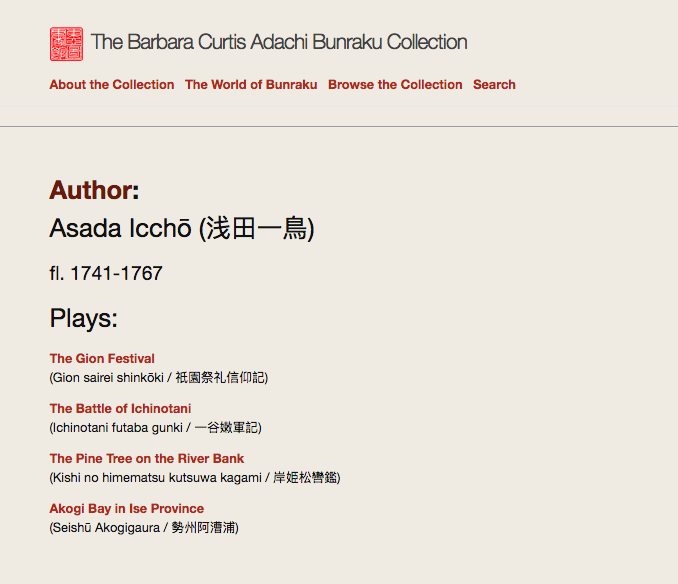 The Barbara Curtis Adachi Bunraku Collection
About the Collection The World of Bunraku Browse the Collection Search
Author:
Asada Icchō (浅田一鳥)
fl. 1741-1767
Plays:
The Gion Festival
(Gion sairei shinkōki / 祇園祭礼信仰記)
The Battle of Ichinotani
(Ichinotani futaba gunki / 一谷嫰軍記)
The Pine Tree on the River Bank
(Kishi no himematsu kutsuwa kagami / 岸姫松轡鑑)
Akogi Bay in Ise Province
(Seishū Akogigaura / 勢州阿漕浦)